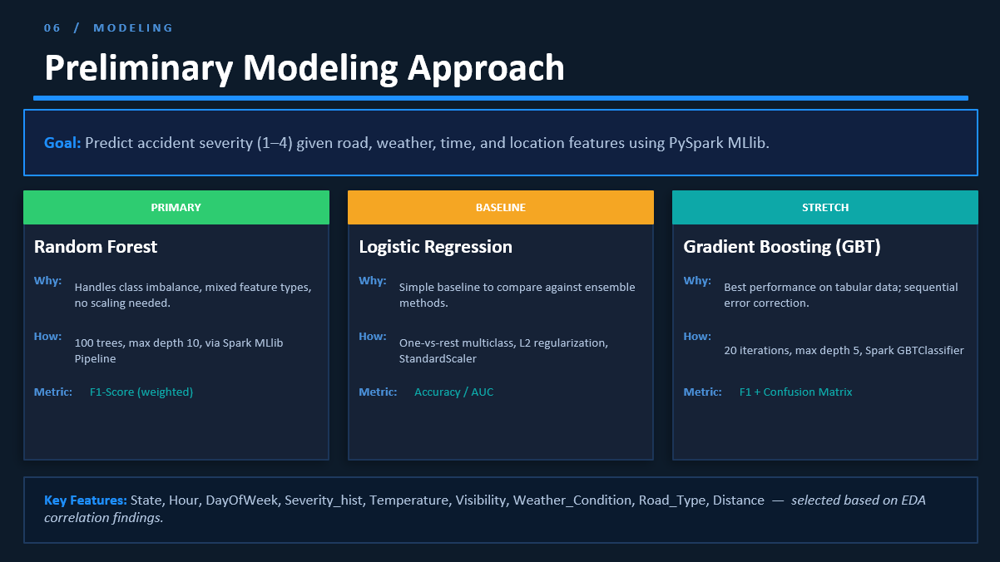 06 / MODELING
Preliminary Modeling Approach
Goal: Predict accident severity (1–4) given road, weather, time, and location features using PySpark MLlib.
PRIMARY
Random Forest
Why: Handles class imbalance, mixed feature types,
no scaling needed.
How: 100 trees, max depth 10, via Spark MLlib
Pipeline
Metric: F1-Score (weighted)
BASELINE
Logistic Regression
Why: Simple baseline to compare against ensemble
methods.
How: One-vs-rest multiclass, L2 regularization,
StandardScaler
Metric: Accuracy / AUC
STRETCH
Gradient Boosting (GBT)
Why: Best performance on tabular data; sequential
error correction.
How: 20 iterations, max depth 5, Spark GBTClassifier
Metric: F1 + Confusion Matrix
Key Features: State, Hour, DayOfWeek, Severity_hist, Temperature, Visibility, Weather_Condition, Road_Type, Distance — selected based on EDA
correlation findings.